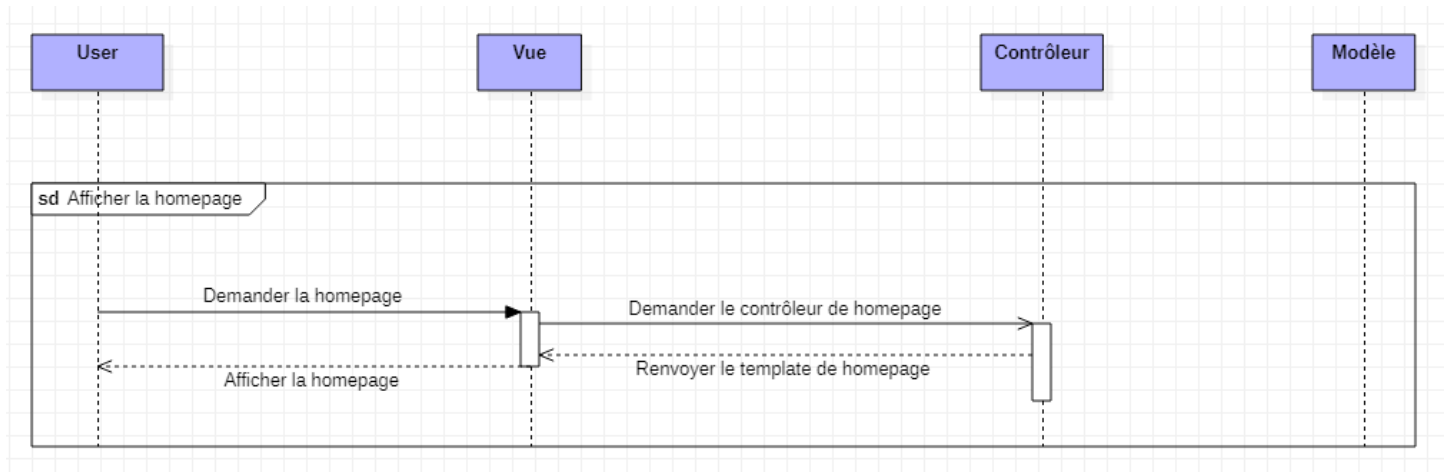 User
Vue
Contrôleur
Modèle
sd Afficher la homepage
Demander la homepage
Demander le contrôleur de homepage
Renvoyer le template de homepage
Afficher la homepage